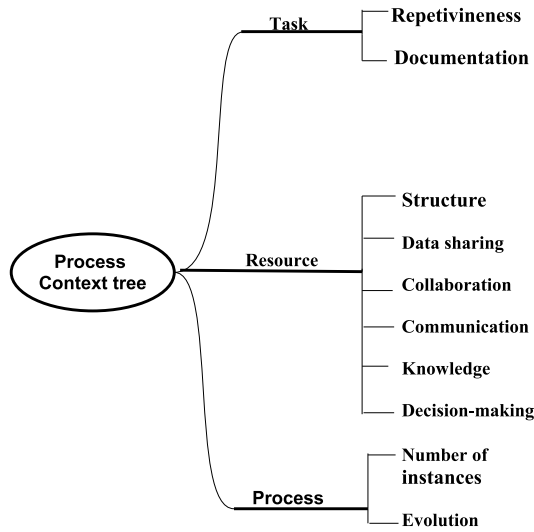 Task
Repetivineness
Documentation
Process
Context tree
Resource
Structure
Data sharing
Collaboration
Communication
Knowledge
Decision-making
Process
Number of
instances
Evolution